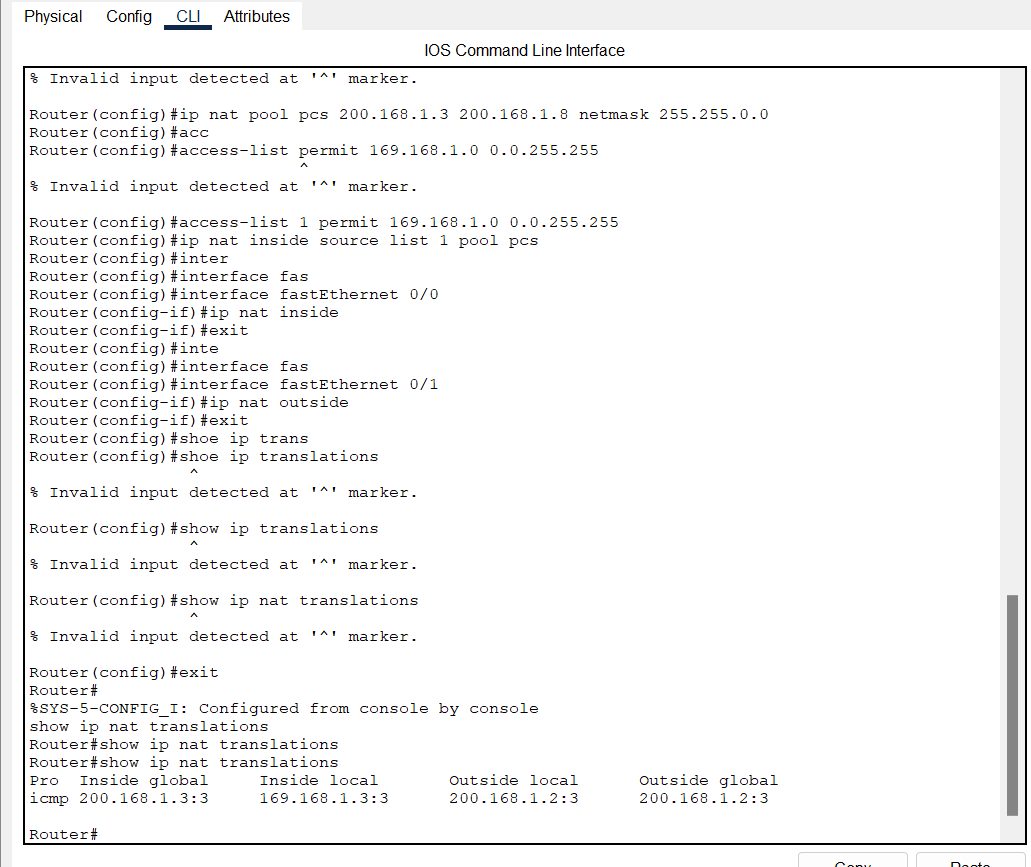 Physical Config CLI Attributes
IOS Command Line Interface
% Invalid input detected at '^' marker.
Router(config)#ip nat pool pcs 200.168.1.3 200.168.1.8 netmask 255.255.0.0
Router(config)#acc
Router(config)#access-list permit 169.168.1.0 0.0.255.255
^
% Invalid input detected at '^' marker.
Router(config)#access-list 1 permit 169.168.1.0 0.0.255.255
Router(config)#ip nat inside source list 1 pool pcs
Router(config)#inter
Router(config)#interface fas
Router(config)#interface fastEthernet 0/0
Router(config-if)#ip nat inside
Router(config-if)#exit
Router(config)#inte
Router(config)#interface fas
Router(config)#interface fastEthernet 0/1
Router(config-if)#ip nat outside
Router(config-if)#exit
Router(config)#shoe ip trans
Router(config)#shoe ip translations
^
% Invalid input detected at '^' marker.
Router(config)#show ip translations
^
% Invalid input detected at '^' marker.
Router(config)#show ip nat translations
^
% Invalid input detected at '^' marker.
Router(config)#exit
Router#
%SYS-5-CONFIG_I: Configured from console by console
show ip nat translations
Router#show ip nat translations
Router#show ip nat translations
Pro Inside global Inside local Outside local Outside global
icmp 200.168.1.3:3 169.168.1.3:3 200.168.1.2:3 200.168.1.2:3
Router#
Copy Paste